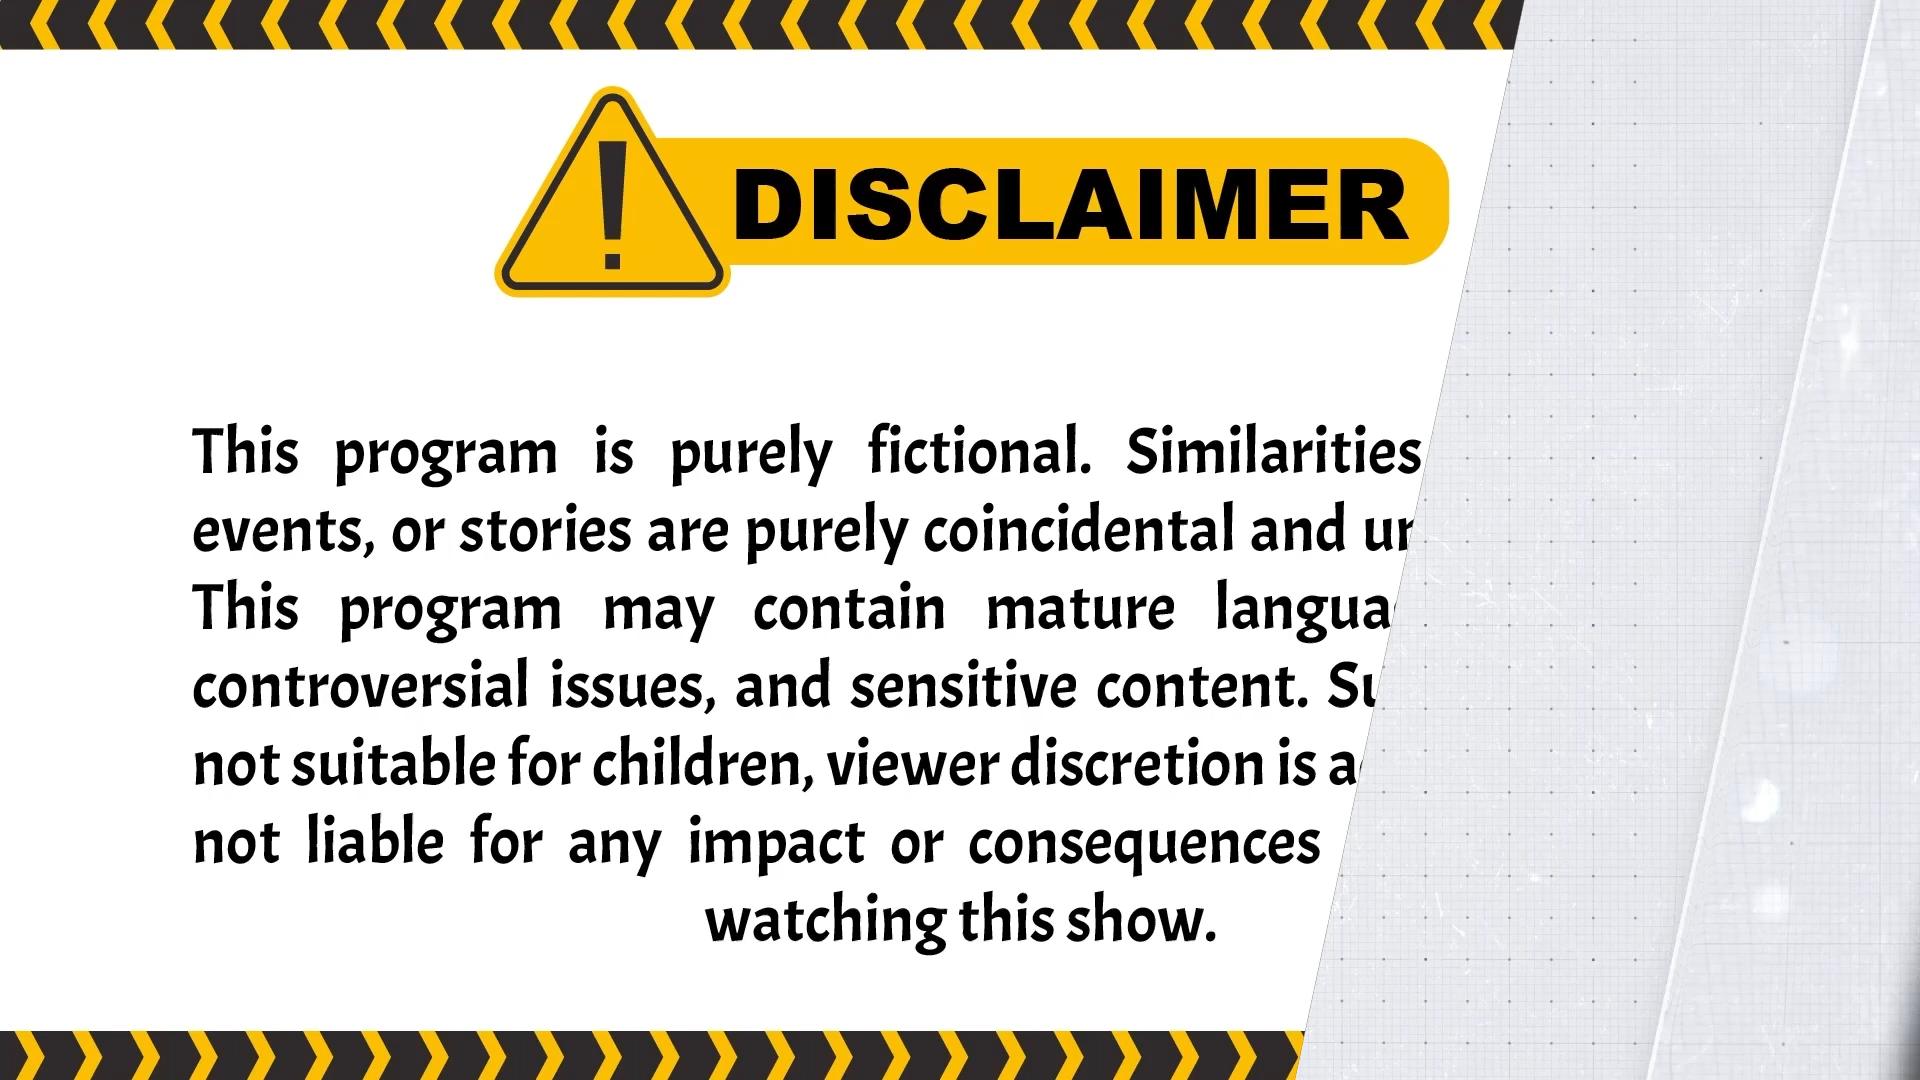 DISCLAIMER
This program is purely fictional. Similarities
events, or stories are purely coincidental and
This program may contain mature
controversial issues, and sensitive content.
not suitable for children, viewer discretion is
not liable for any impact or consequences
watching this show.